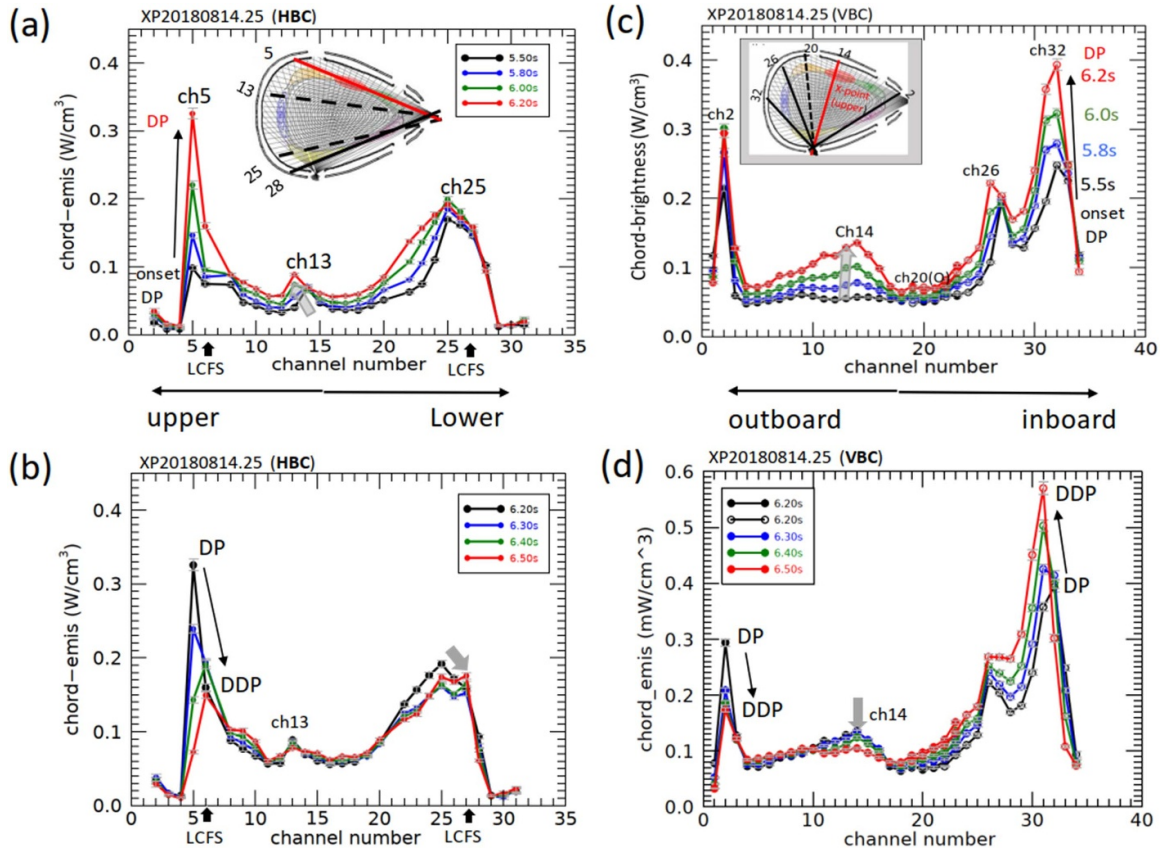 (a)
XP20180814.25 (HBC)
chord−emis (W/cm³)
0.4
0.3
0.2
0.1
0.0
DP
onset
DP
ch5
ch13
ch25
5
13
25
28
5.50s
5.80s
6.00s
6.20s
0 5 10 15 20 25 30 35
channel number
LCFS LCFS
upper Lower
(b)
XP20180814.25 (HBC)
chord−emis (W/cm³)
0.4
0.3
0.2
0.1
0.0
DP
DDP
ch13
6.20s
6.30s
6.40s
6.50s
0 5 10 15 20 25 30 35
channel number
LCFS LCFS
(c)
XP20180814.25 (VBC)
Chord-brightness (W/cm³)
0.4
0.3
0.2
0.1
0.0
ch2
20 14
26
32
2
X-point
(upper)
Ch14
ch20(O)
ch26
ch32
DP
6.2s
6.0s
5.8s
5.5s
onset
DP
0 10 20 30 40
channel number
outboard inboard
(d)
XP20180814.25 (VBC)
chord_emis (mW/cm^3)
0.6
0.5
0.4
0.3
0.2
0.1
0.0
6.20s
6.20s
6.30s
6.40s
6.50s
DP
DDP
ch14
DDP
DP
0 10 20 30 40
channel number